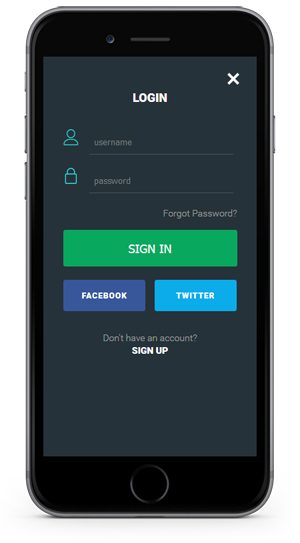 LOGIN
username
password
Forgot Password?
SIGN IN
FACEBOOK TWITTER
Don't have an account?
SIGN UP